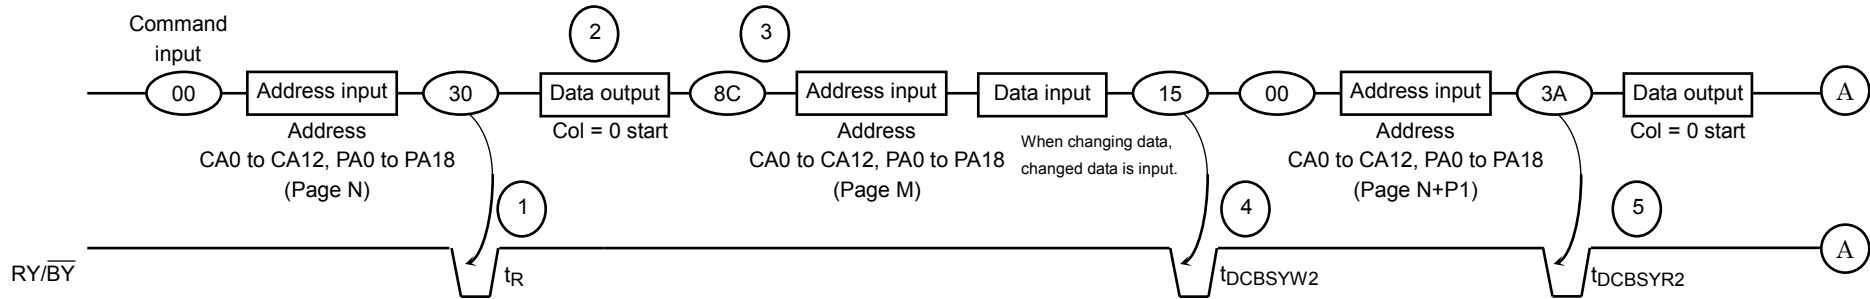 Command
input
2
3
00
Address input
30
Data output
8C
Address input
Data input
15
00
Address input
3A
Data output
A
Address
CA0 to CA12, PA0 to PA18
(Page N)
Col = 0 start
Address
CA0 to CA12, PA0 to PA18
(Page M)
When changing data,
changed data is input.
Address
CA0 to CA12, PA0 to PA18
(Page N+P1)
Col = 0 start
1
4
5
RY/BY
tR
tDCBSYW2
tDCBSYR2
A